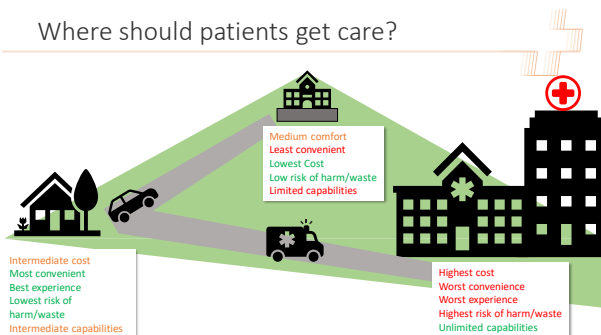 Where should patients get care?
Medium comfort
Least convenient
Lowest Cost
Low risk of harm/waste
Limited capabilities
Intermediate cost
Most convenient
Best experience
Lowest risk of
harm/waste
Intermediate capabilities
Highest cost
Worst convenience
Worst experience
Highest risk of harm/waste
Unlimited capabilities